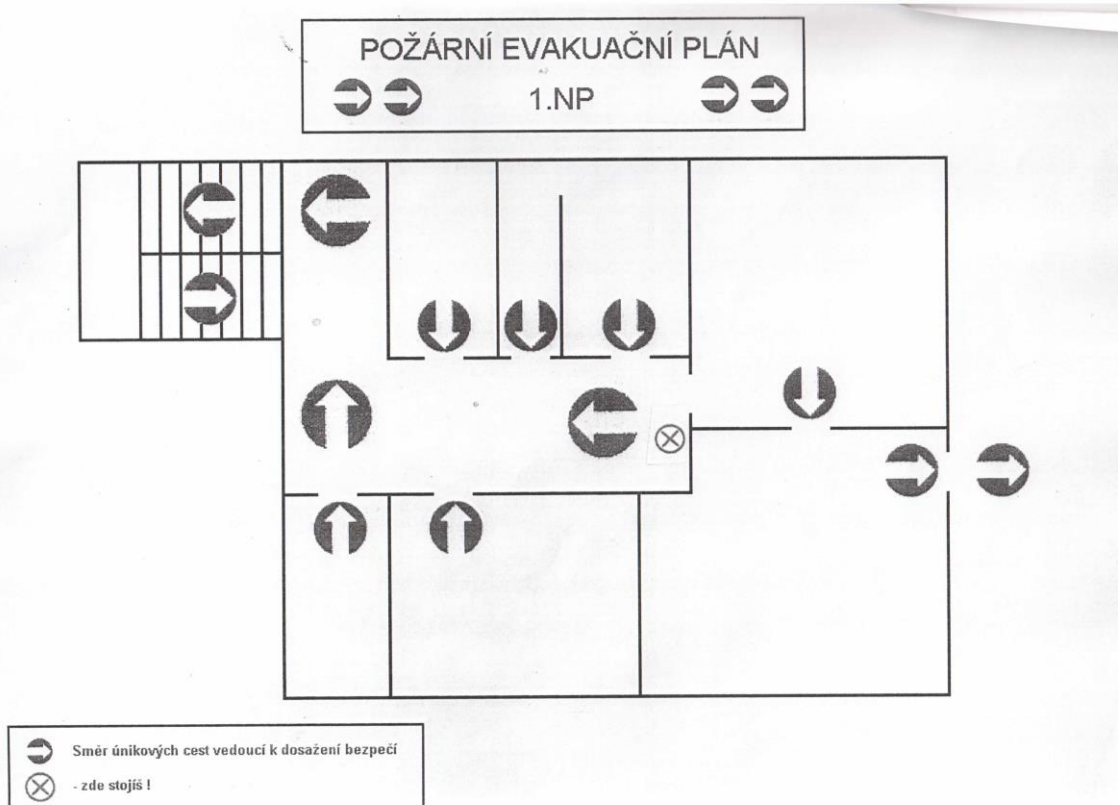 POŽÁRNÍ EVAKUAČNÍ PLÁN
1.NP
Směr únikových cest vedoucí k dosažení bezpečí
- zde stojíš !